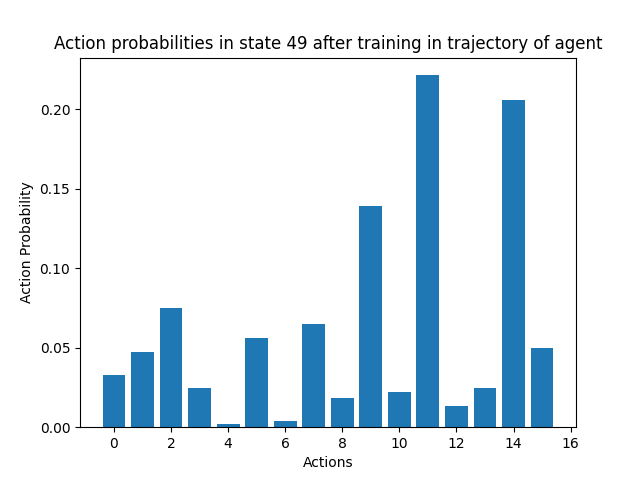 Action probabilities in state 49 after training in trajectory of agent
Action Probability
0.20
0.15
0.10
0.05
0.00
0 2 4 6 8 10 12 14 16
Actions